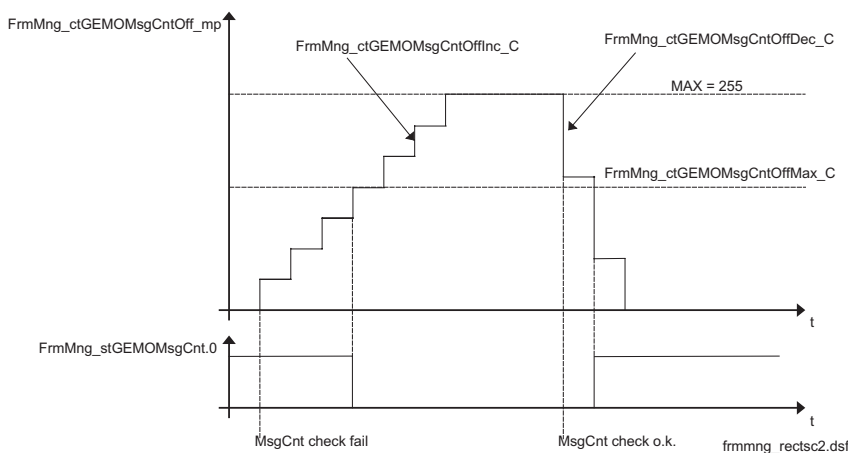 FrmMng_ctGEMOMsgCntOff_mp
FrmMng_ctGEMOMsgCntOffInc_C
FrmMng_ctGEMOMsgCntOffDec_C
MAX = 255
FrmMng_ctGEMOMsgCntOffMax_C
t
FrmMng_stGEMOMsgCnt.0
t
MsgCnt check fail
MsgCnt check o.k.
frmmng_rectsc2.dsf